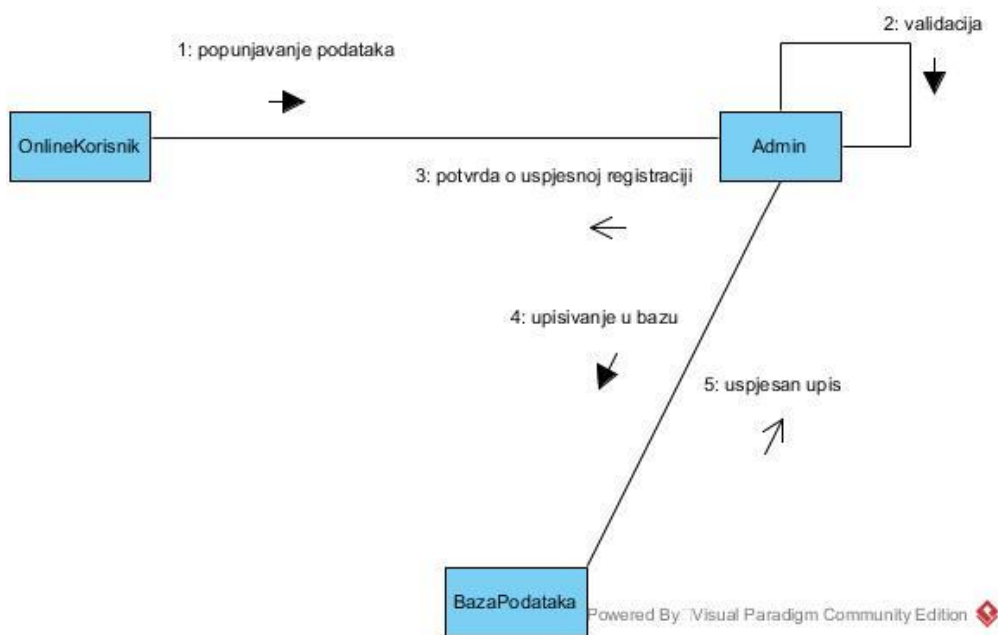 2: validacija
1: popunjavanje podataka
OnlineKorisnik
Admin
3: potvrda o uspjesnoj registraciji
4: upisivanje u bazu
5: uspjesan upis
BazaPodataka
Powered By Visual Paradigm Community Edition